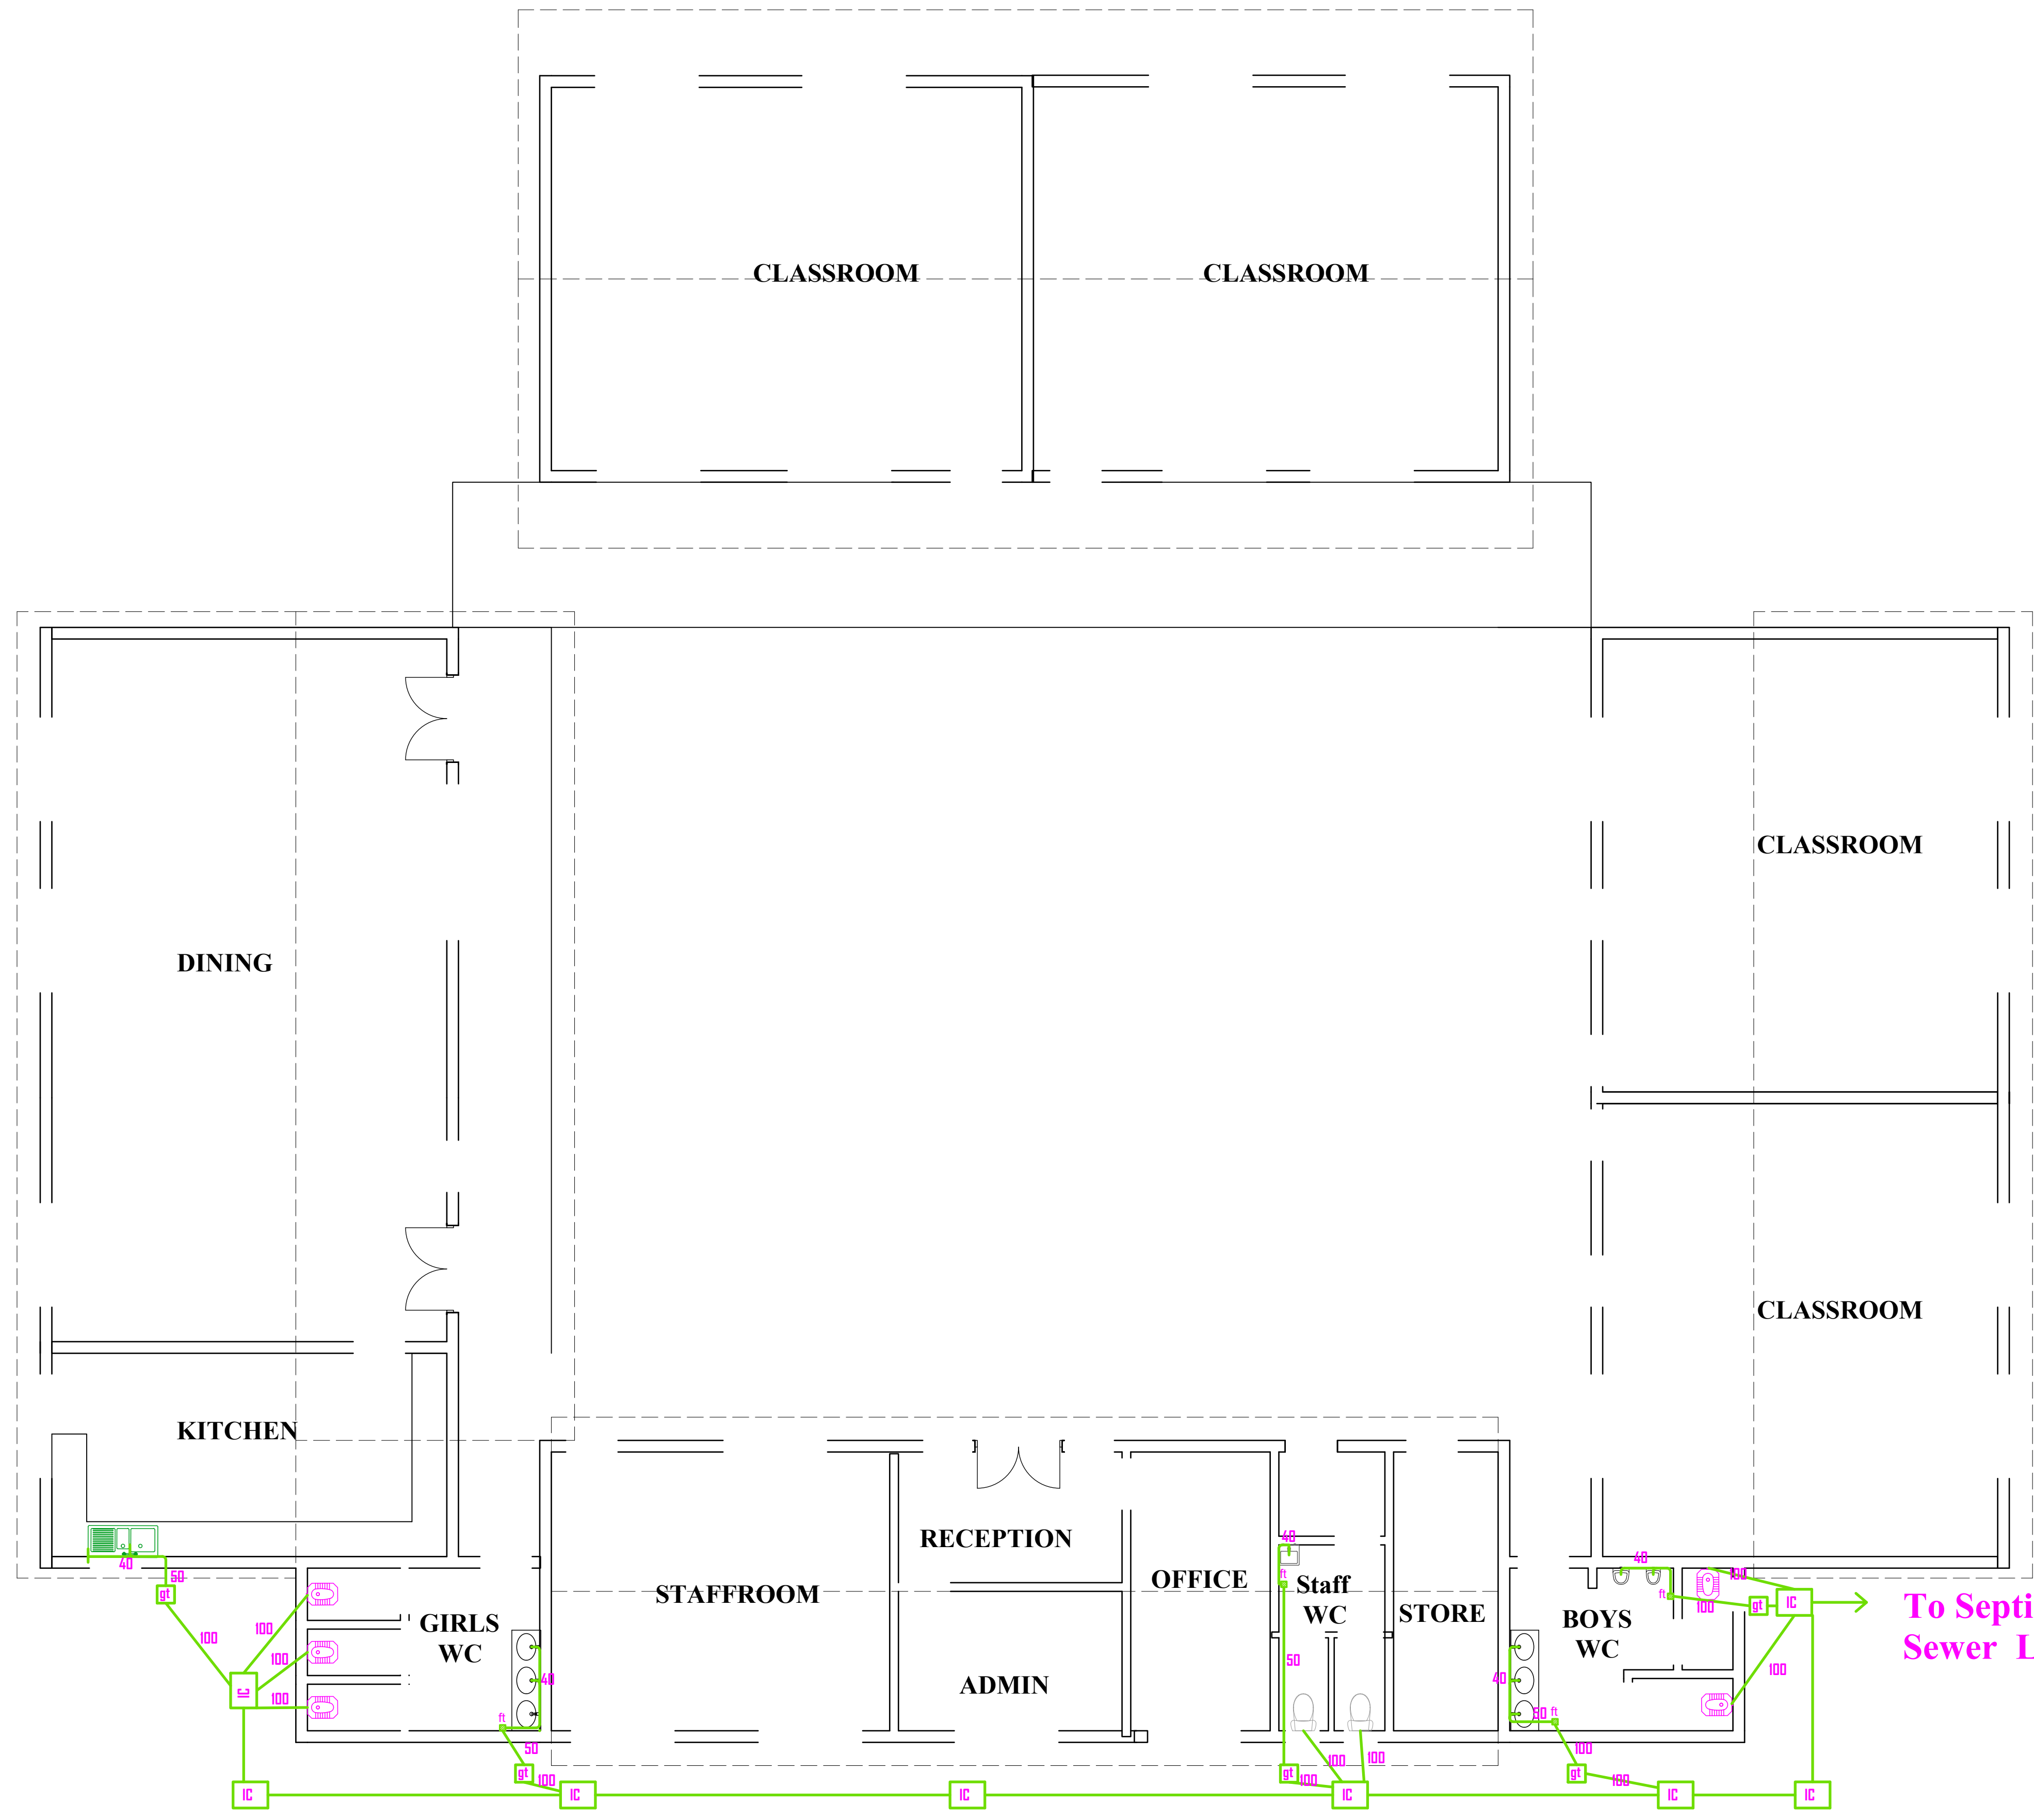 CLASSROOM CLASSROOM
CLASSROOM
DINING
CLASSROOM
KITCHEN
RECEPTION
40
40
40
50
gt
ft
OFFICE
Staff
WC
STAFFROOM
STORE
ft
100
100
gt
IC
To Septi
Sewer L
GIRLS
WC
BOYS
WC
100
100
100
100
IC
50
100
40
ADMIN
40
ft
50
ft
50
gt
100
100
100
gt
100
100
gt
100
IC
IC
IC
IC
IC
IC